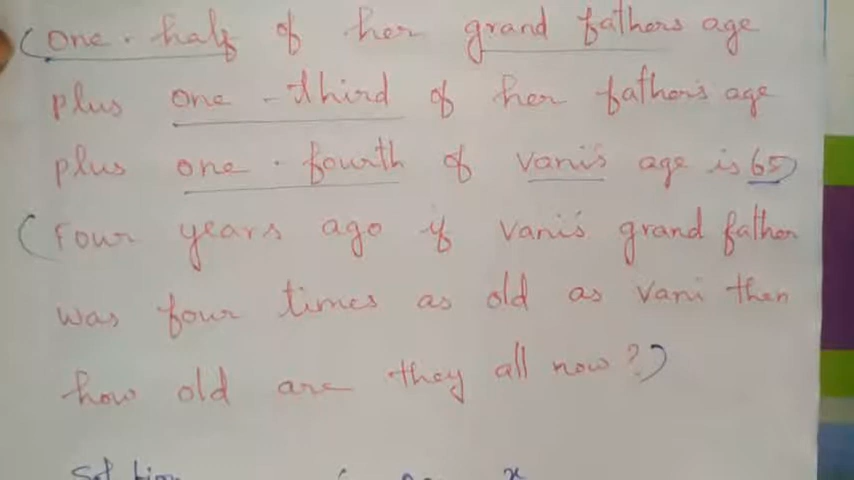 (one-half of her grand fathers age
plus one-third of her father's age
plus one-fourth of vani's age is 65)
(Four years ago if vani's grand father
was four times as old as vani then
how old are they all now?)
x